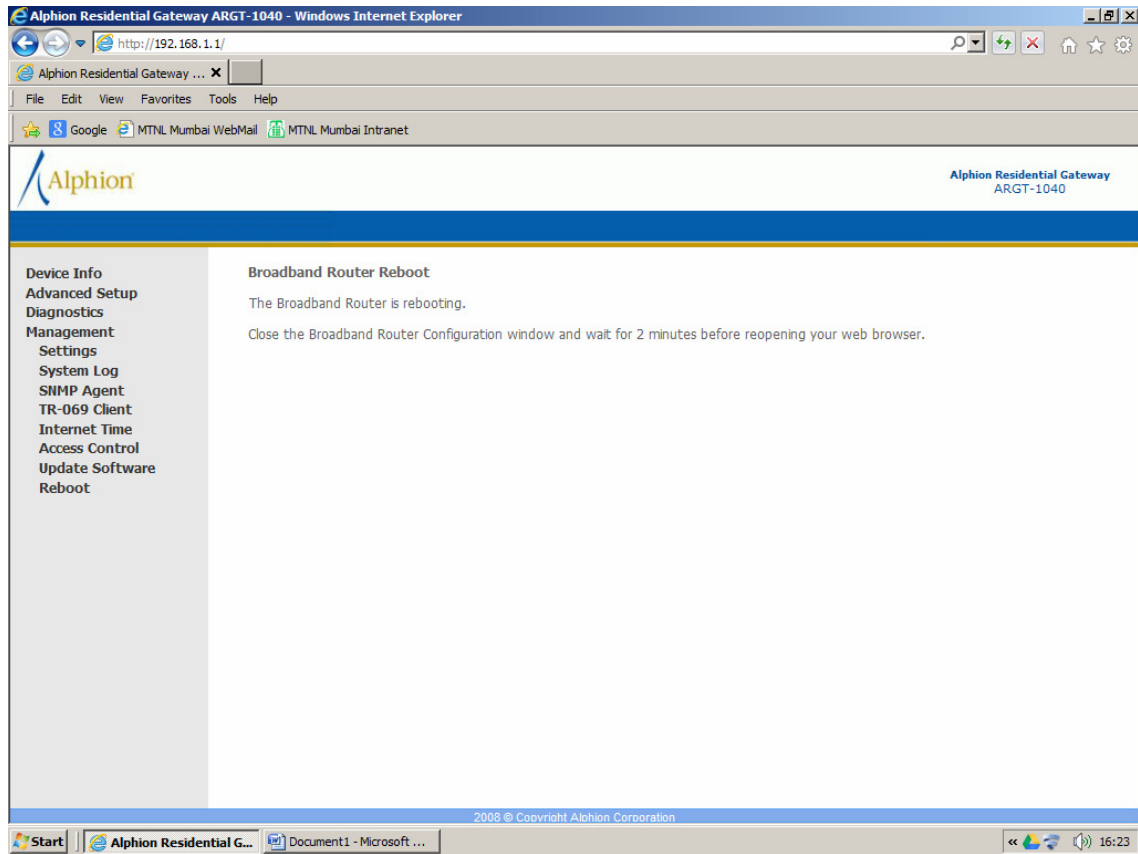 Alphion Residential Gateway ARGT-1040 - Windows Internet Explorer
http://192.168.1.1/
Alphion Residential Gateway ...
File Edit View Favorites Tools Help
Google MTNL Mumbai WebMail MTNL Mumbai Intranet
Alphion
Alphion Residential Gateway
ARGT-1040
Device Info
Advanced Setup
Diagnostics
Management
Settings
System Log
SNMP Agent
TR-069 Client
Internet Time
Access Control
Update Software
Reboot
Broadband Router Reboot
The Broadband Router is rebooting.
Close the Broadband Router Configuration window and wait for 2 minutes before reopening your web browser.
2008 © Copyright Alphion Corporation
Start Alphion Residential G... Document1 - Microsoft ... 16:23